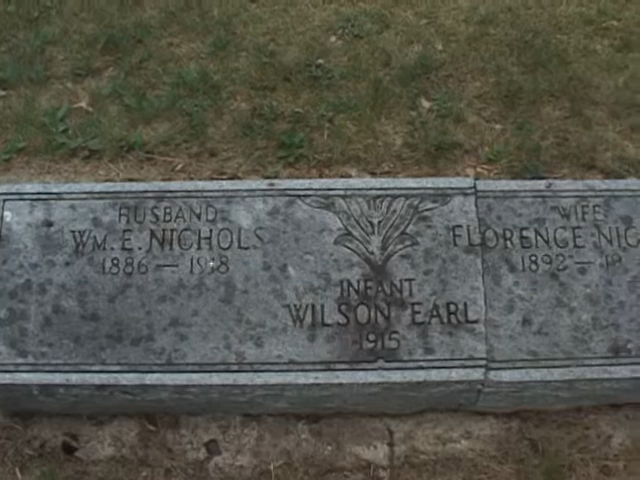 HUSBAND
WM. E. NICHOLS
1886 — 1918
INFANT
WILSON EARL
1915
WIFE
FLORENCE NIC
1892 — 19